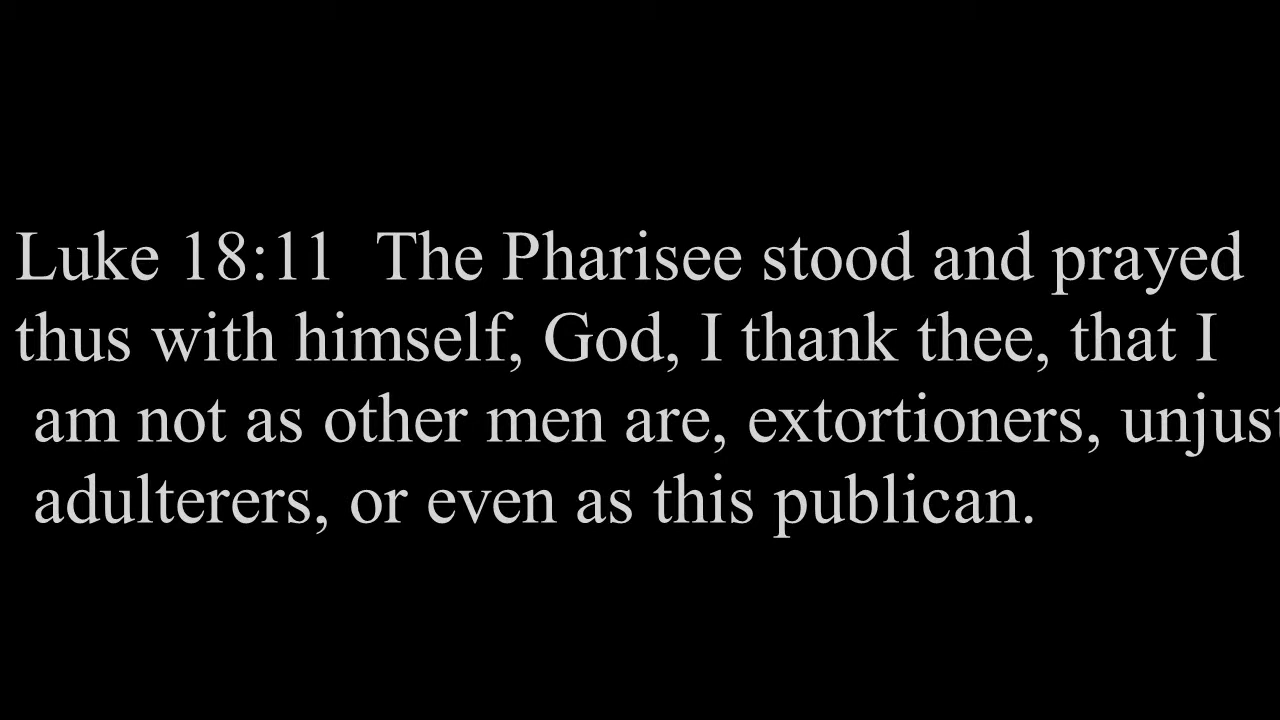 Luke 18:11  The Pharisee stood and prayed
thus with himself, God, I thank thee, that I
am not as other men are, extortioners, unjust
adulterers, or even as this publican.